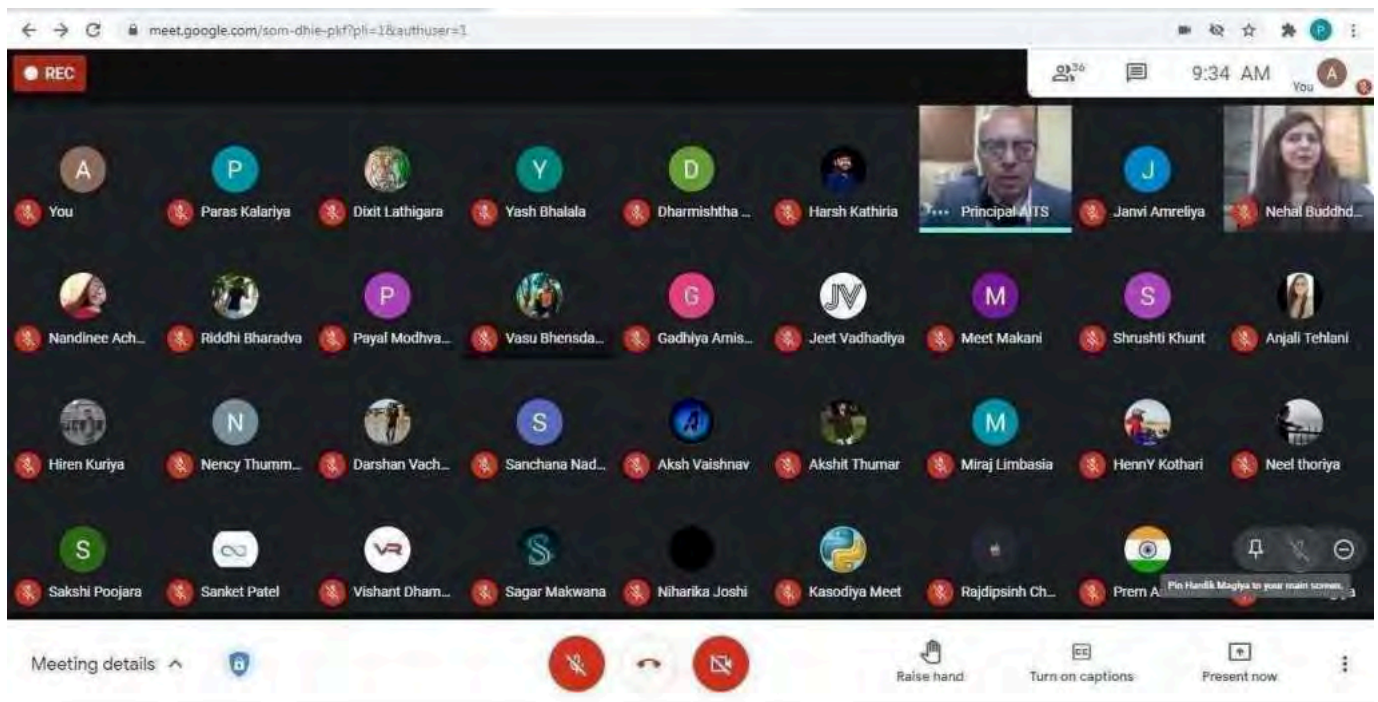 meet.google.com/som-dhie-pkf?pli=1&authuser=1
P
REC
36
9:34 AM
You
A
A
P
Y
D
J
You
Paras Kalariya
Dixit Lathigara
Yash Bhalala
Dharmishtha ...
Harsh Kathiria
Principal AITS
Janvi Amreliya
Nehal Buddhd...
P
G
JV
M
S
Nandinee Ach...
Riddhi Bharadva
Payal Modhva...
Vasu Bhensda...
Gadhiya Amis...
Jeet Vadhadiya
Meet Makani
Shrushti Khunt
Anjali Tehlani
N
S
A
M
Hiren Kuriya
Nency Thumm...
Darshan Vach...
Sanchana Nad...
Aksh Vaishnav
Akshit Thumar
Miraj Limbasia
HennY Kothari
Neel thoriya
S
VR
S
Sakshi Poojara
Sanket Patel
Vishant Dham...
Sagar Makwana
Niharika Joshi
Kasodiya Meet
Rajdipsinh Ch...
Prem A
Pin Hardik Magiya to your main screen.
Meeting details
Raise hand
CC
Turn on captions
Present now